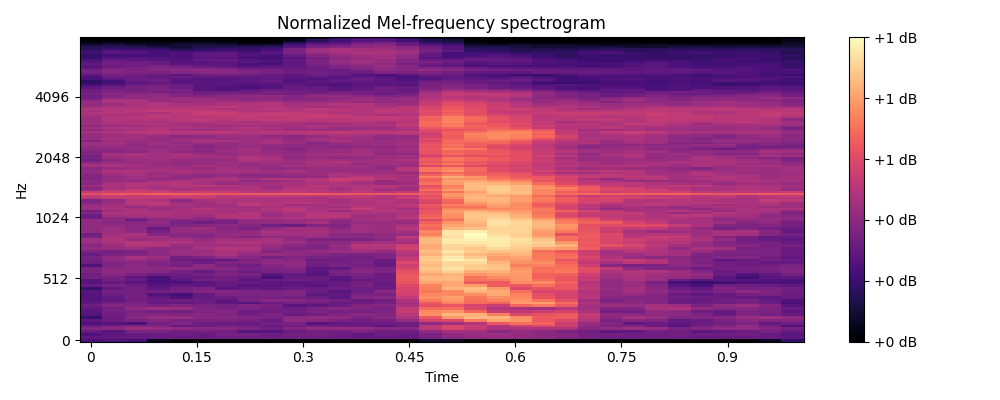 Normalized Mel-frequency spectrogram
Hz
4096
2048
1024
512
0
0 0.15 0.3 0.45 0.6 0.75 0.9
Time
+1 dB
+1 dB
+1 dB
+0 dB
+0 dB
+0 dB